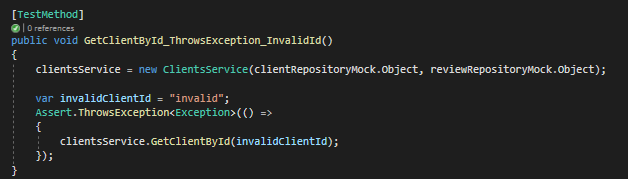 [TestMethod]
| 0 references
public void GetClientById_ThrowsException_InvalidId()
{
clientsService = new ClientsService(clientRepositoryMock.Object, reviewRepositoryMock.Object);
var invalidClientId = "invalid";
Assert.ThrowsException<Exception>(() =>
{
clientsService.GetClientById(invalidClientId);
});
}